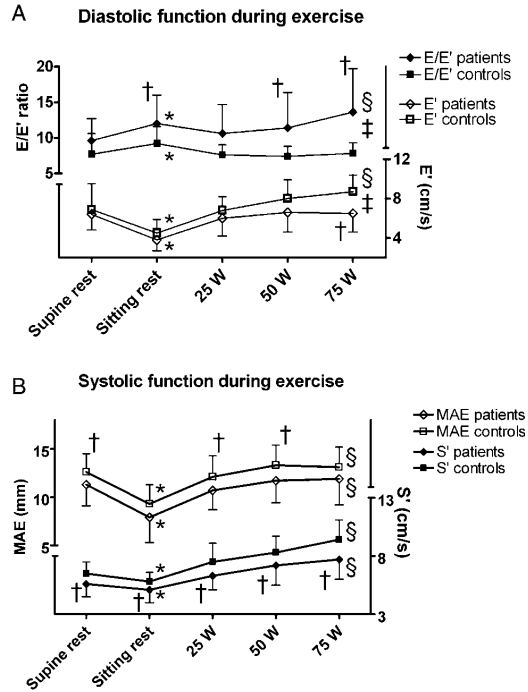 A
Diastolic function during exercise
E/E' patients
E/E' controls
E' patients
E' controls
E/E' ratio
20
15
10
5
† * * † † § ‡
* * § ‡ †
12
8
4
E' (cm/s)
Supine rest
Sitting rest
25 W
50 W
75 W
B
Systolic function during exercise
MAE patients
MAE controls
S' patients
S' controls
MAE (mm)
15
10
5
† * * † † § §
† † * * † † † § §
13
8
3
S' (cm/s)
Supine rest
Sitting rest
25 W
50 W
75 W